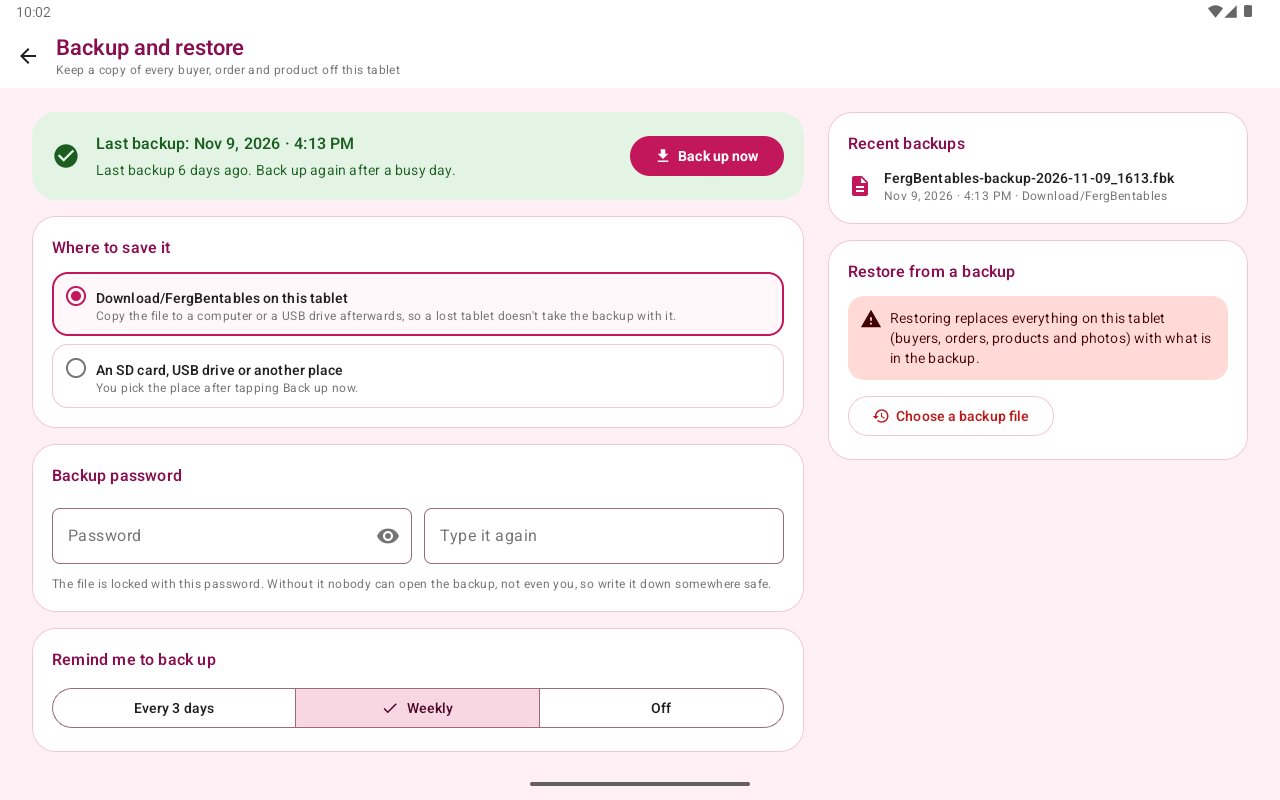 10:02
Backup and restore
Keep a copy of every buyer, order and product off this tablet
Last backup: Nov 9, 2026 · 4:13 PM
Last backup 6 days ago. Back up again after a busy day.
Back up now
Where to save it
Download/FergBentables on this tablet
Copy the file to a computer or a USB drive afterwards, so a lost tablet doesn't take the backup with it.
An SD card, USB drive or another place
You pick the place after tapping Back up now.
Backup password
Password
Type it again
The file is locked with this password. Without it nobody can open the backup, not even you, so write it down somewhere safe.
Remind me to back up
Every 3 days
Weekly
Off
Recent backups
FergBentables-backup-2026-11-09_1613.fbk
Nov 9, 2026 · 4:13 PM · Download/FergBentables
Restore from a backup
Restoring replaces everything on this tablet
(buyers, orders, products and photos) with what is
in the backup.
Choose a backup file